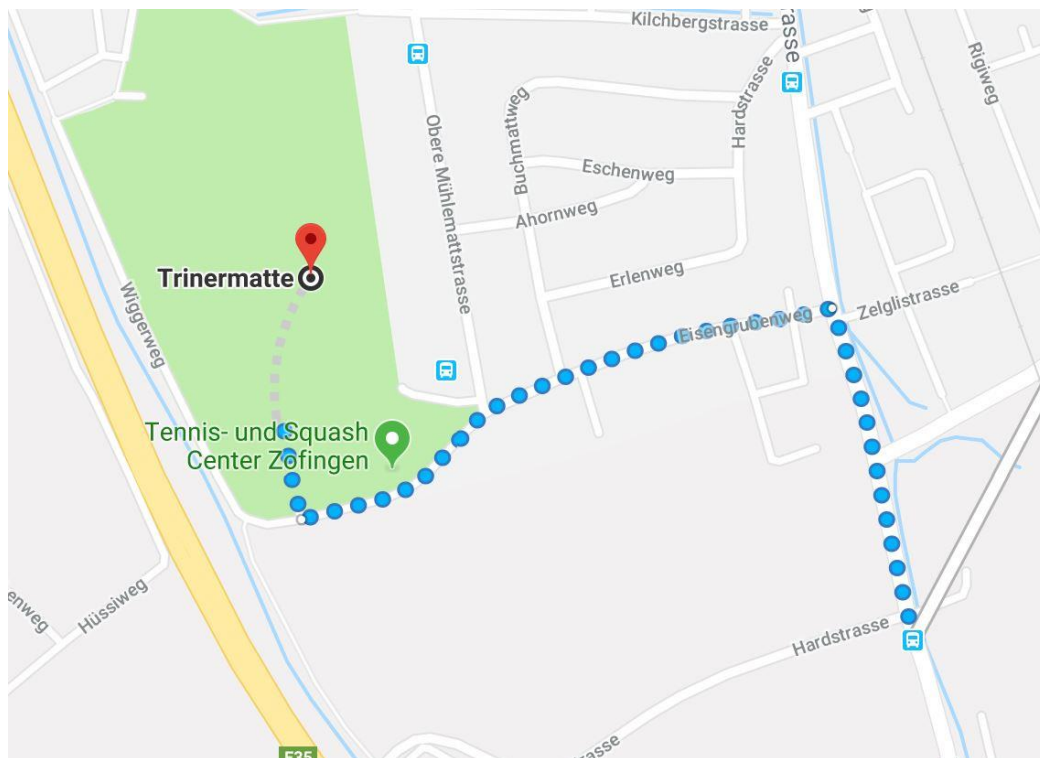 Kilchbergstrasse
rasse
Rigiweg
Hardstrasse
Buchmattweg
Obere Mühlemattstrasse
Eschenweg
Ahornweg
Erlenweg
Trinermatte
Wiggerweg
Zelglistrasse
Eisengrubenweg
Tennis- und Squash
Center Zofingen
Hüssiweg
enweg
Hardstrasse
strasse
E35